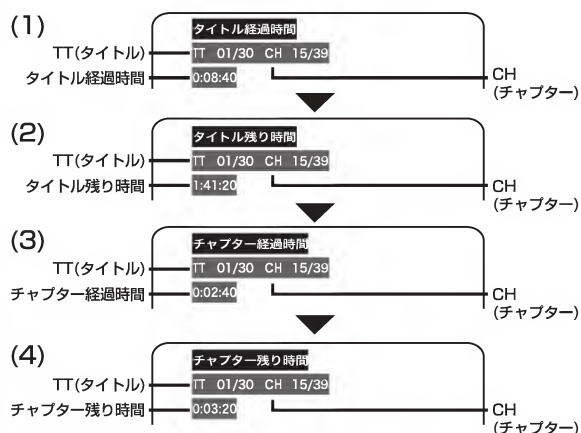 (1)
タイトル経過時間
TT(タイトル)
TT 01/30 CH 15/39
タイトル経過時間
0:08:40
CH
(チャプター)
(2)
タイトル残り時間
TT(タイトル)
TT 01/30 CH 15/39
タイトル残り時間
1:41:20
CH
(チャプター)
(3)
チャプター経過時間
TT(タイトル)
TT 01/30 CH 15/39
チャプター経過時間
0:02:40
CH
(チャプター)
(4)
チャプター残り時間
TT(タイトル)
TT 01/30 CH 15/39
チャプター残り時間
0:03:20
CH
(チャプター)